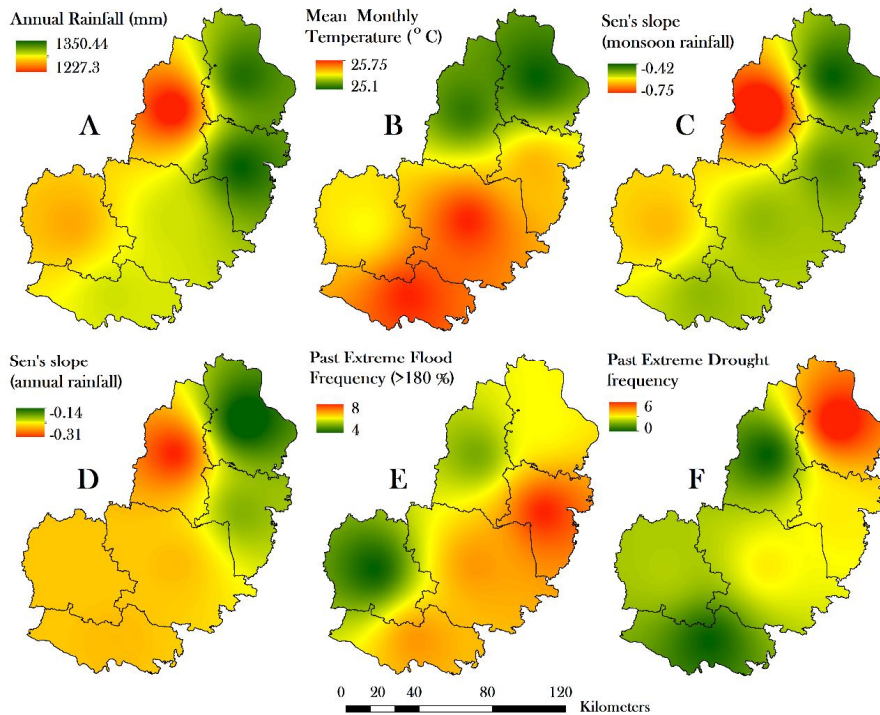 Annual Rainfall (mm)
1350.44
1227.3
A
Mean Monthly
Temperature (° C)
25.75
25.1
B
Sen's slope
(monsoon rainfall)
-0.42
-0.75
C
Sen's slope
(annual rainfall)
-0.14
-0.31
D
Past Extreme Flood
Frequency (>180 %)
8
4
E
Past Extreme Drought
frequency
6
0
F
0 20 40 80 120
Kilometers